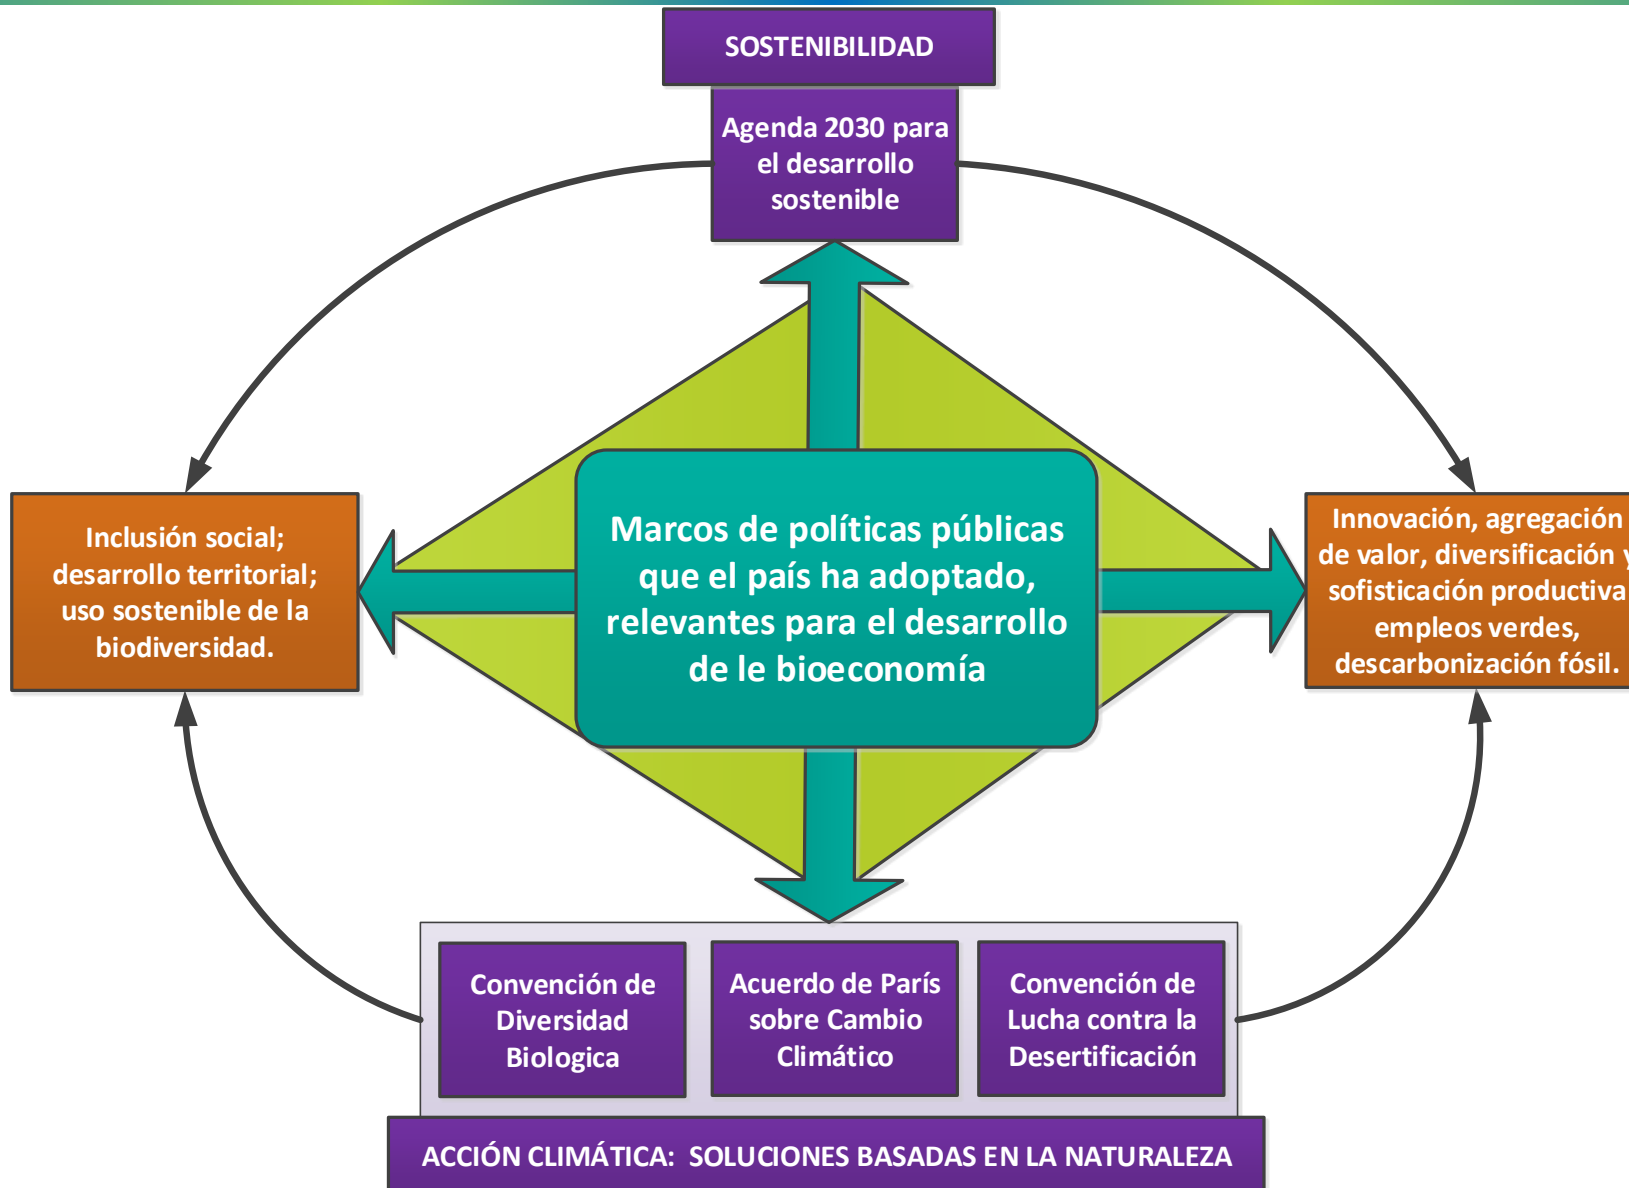 SOSTENIBILIDAD
Agenda 2030 para
el desarrollo
sostenible
Inclusión social;
desarrollo territorial;
uso sostenible de la
biodiversidad.
Marcos de políticas públicas
que el país ha adoptado,
relevantes para el desarrollo
de le bioeconomía
Innovación, agregación
de valor, diversificación y
sofisticación productiva
empleos verdes,
descarbonización fósil.
Convención de
Diversidad
Biologica
Acuerdo de París
sobre Cambio
Climático
Convención de
Lucha contra la
Desertificación
ACCIÓN CLIMÁTICA: SOLUCIONES BASADAS EN LA NATURALEZA